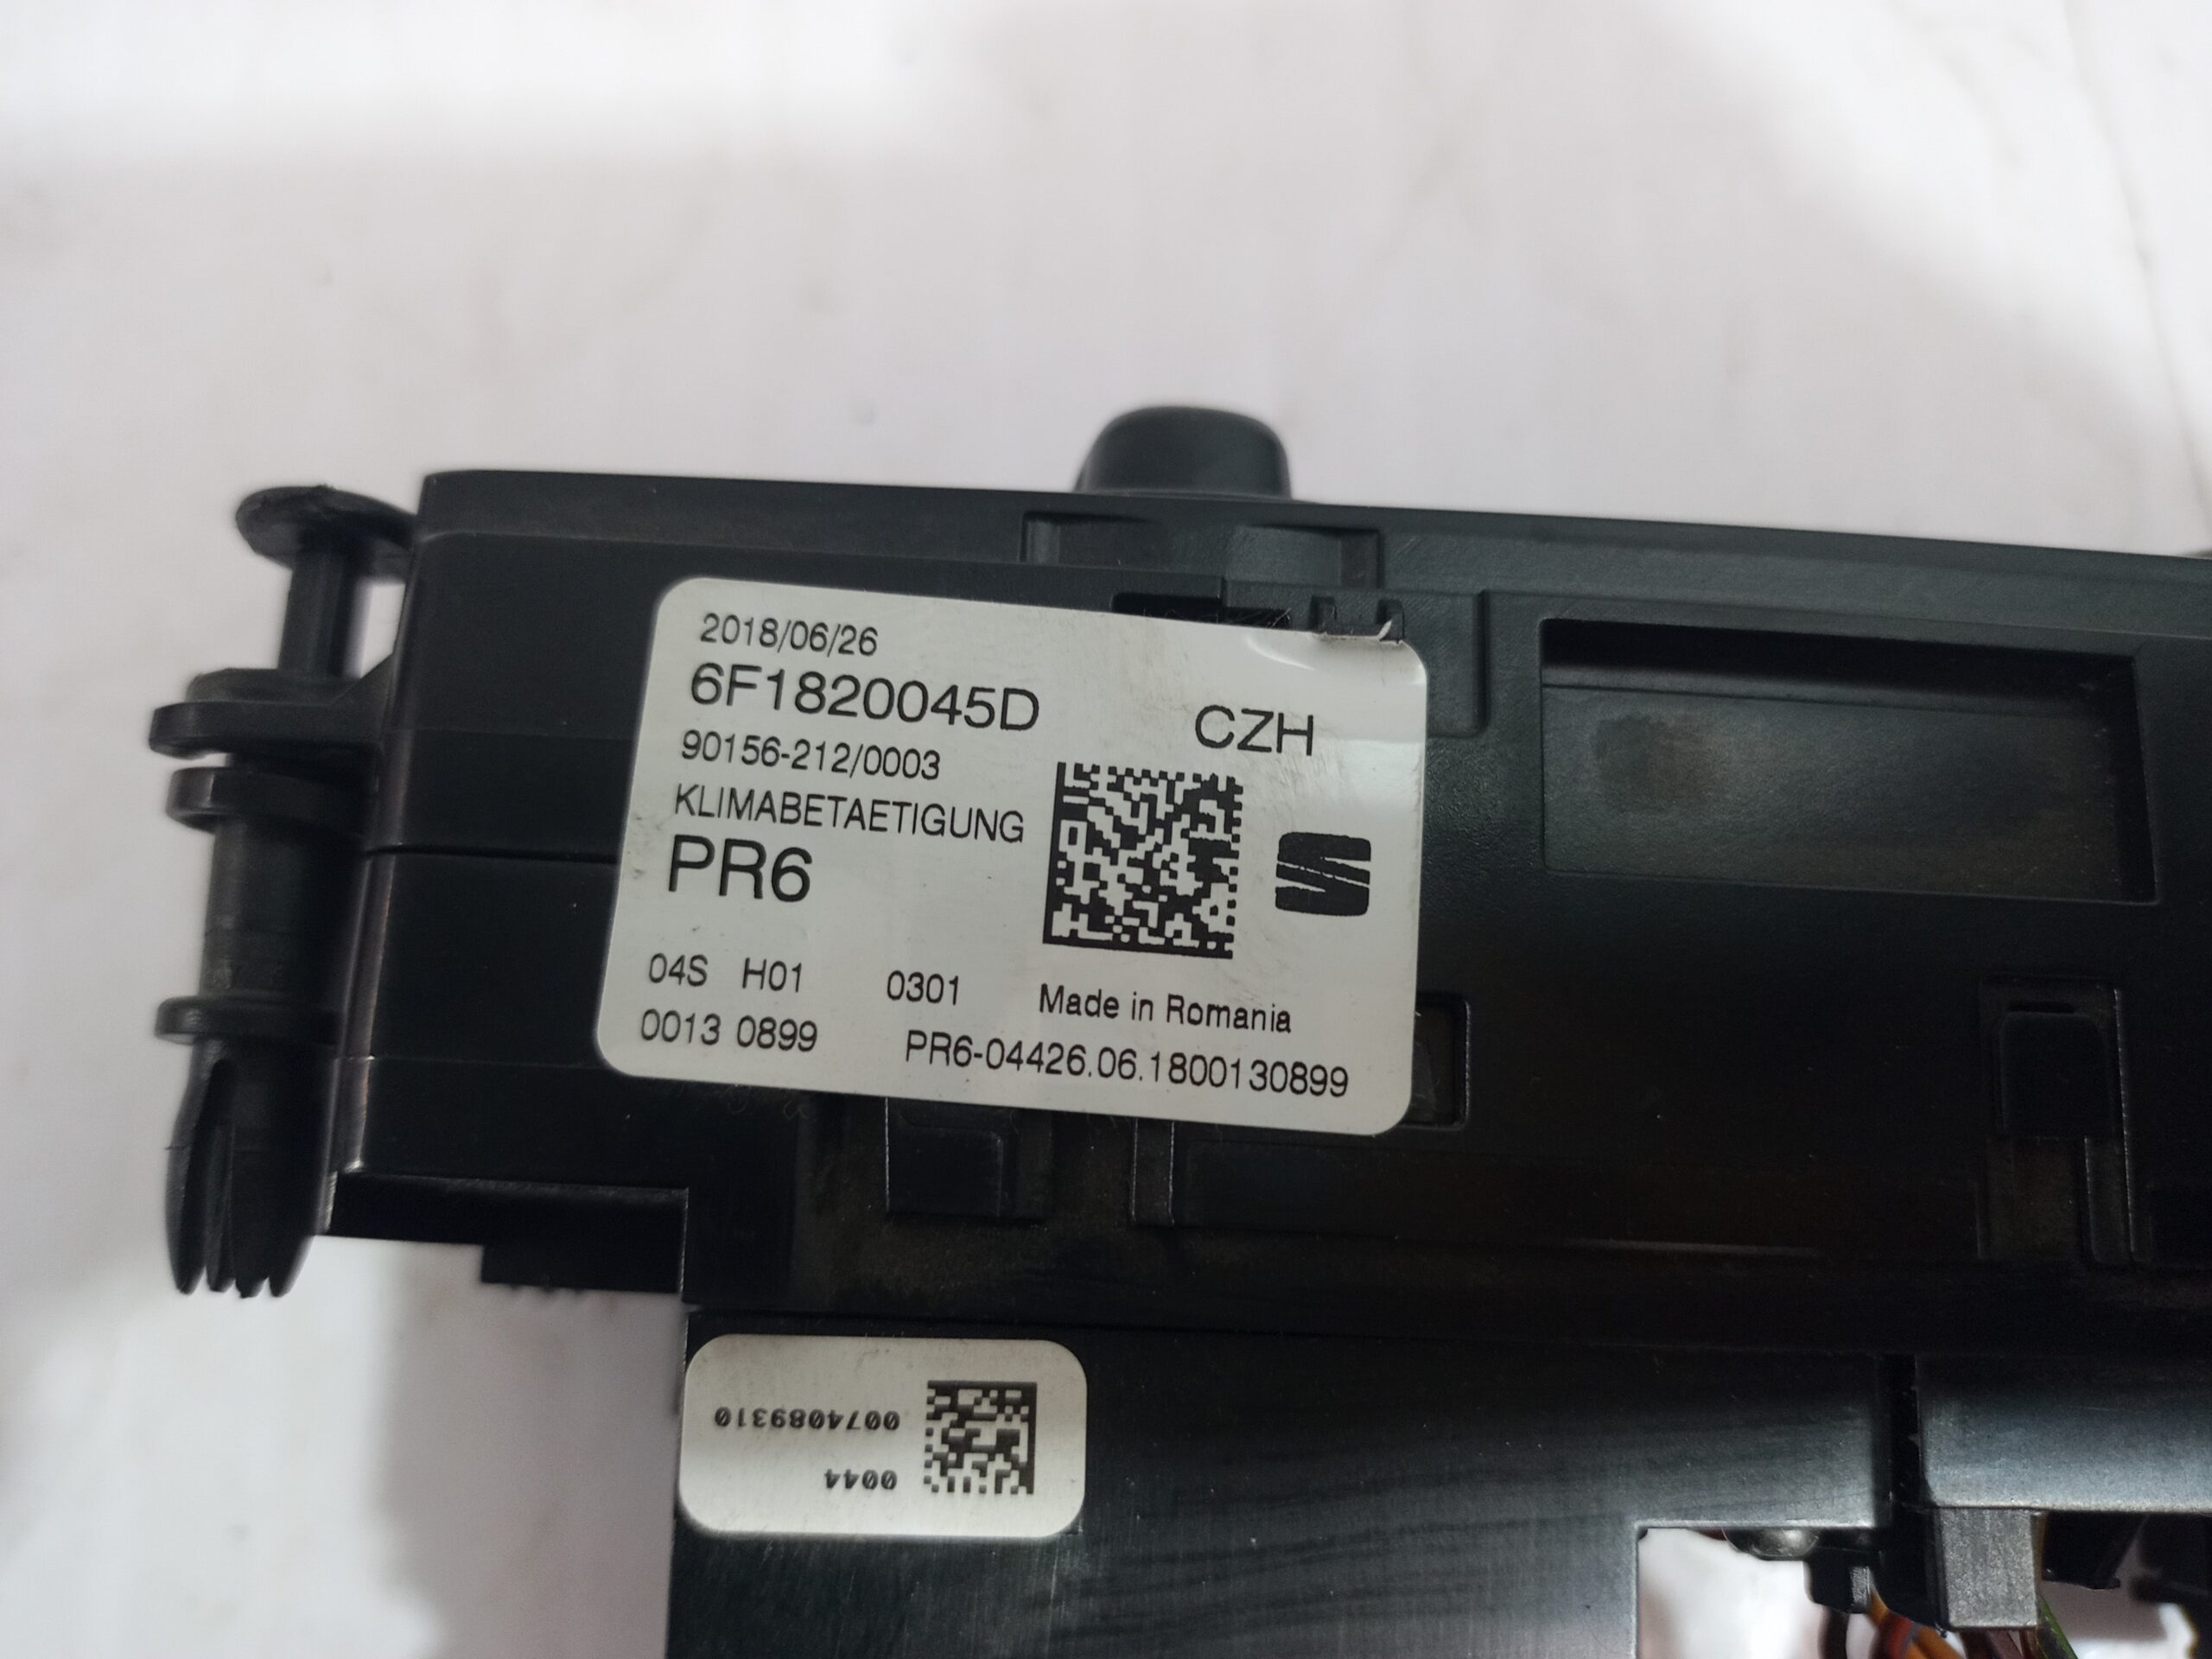 2018/06/26
6F1820045D
CZH
90156-212/0003
KLIMABETAETIGUNG
PR6
04S H01 0301 Made in Romania
0013 0899 PR6-04426.06.1800130899
0044
0074089310